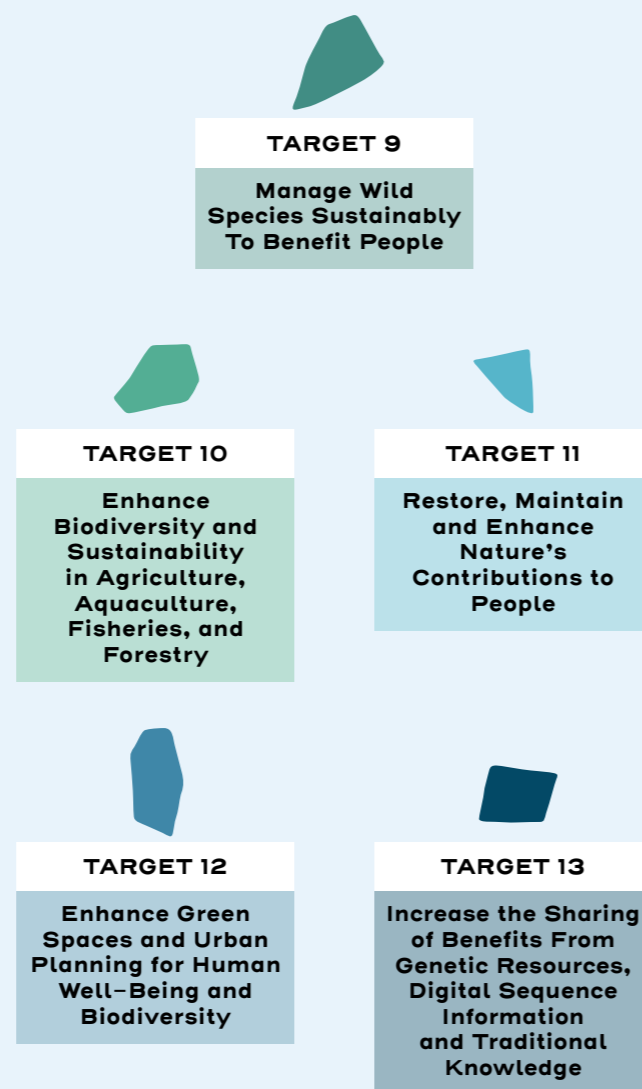 TARGET 9
Manage Wild
Species Sustainably
To Benefit People
TARGET 10
Enhance
Biodiversity and
Sustainability
in Agriculture,
Aquaculture,
Fisheries, and
Forestry
TARGET 11
Restore, Maintain
and Enhance
Nature's
Contributions to
People
TARGET 12
Enhance Green
Spaces and Urban
Planning for Human
Well-Being and
Biodiversity
TARGET 13
Increase the Sharing
of Benefits From
Genetic Resources,
Digital Sequence
Information
and Traditional
Knowledge